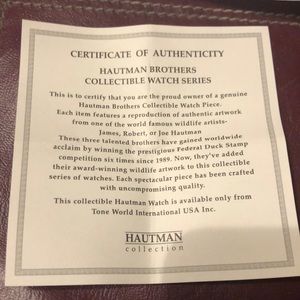 CERTIFICATE OF AUTHENTICITY
HAUTMAN BROTHERS
COLLECTIBLE WATCH SERIES
This is to certify that you are the proud owner of a genuine
Hautman Brothers Collectible Watch Piece.
Each item features a reproduction of authentic artwork
from one of the world famous wildlife artists-
James, Robert, or Joe Hautman
These three talented brothers have gained worldwide
acclaim by winning the prestigious Federal Duck Stamp
competition six times since 1989. Now, they've added
their award-winning wildlife artwork to this collectible
series of watches. Each spectacular piece has been crafted
with uncompromising quality.
This collectible Hautman Watch is available only from
Tone World International USA Inc.
HAUTMAN
collection